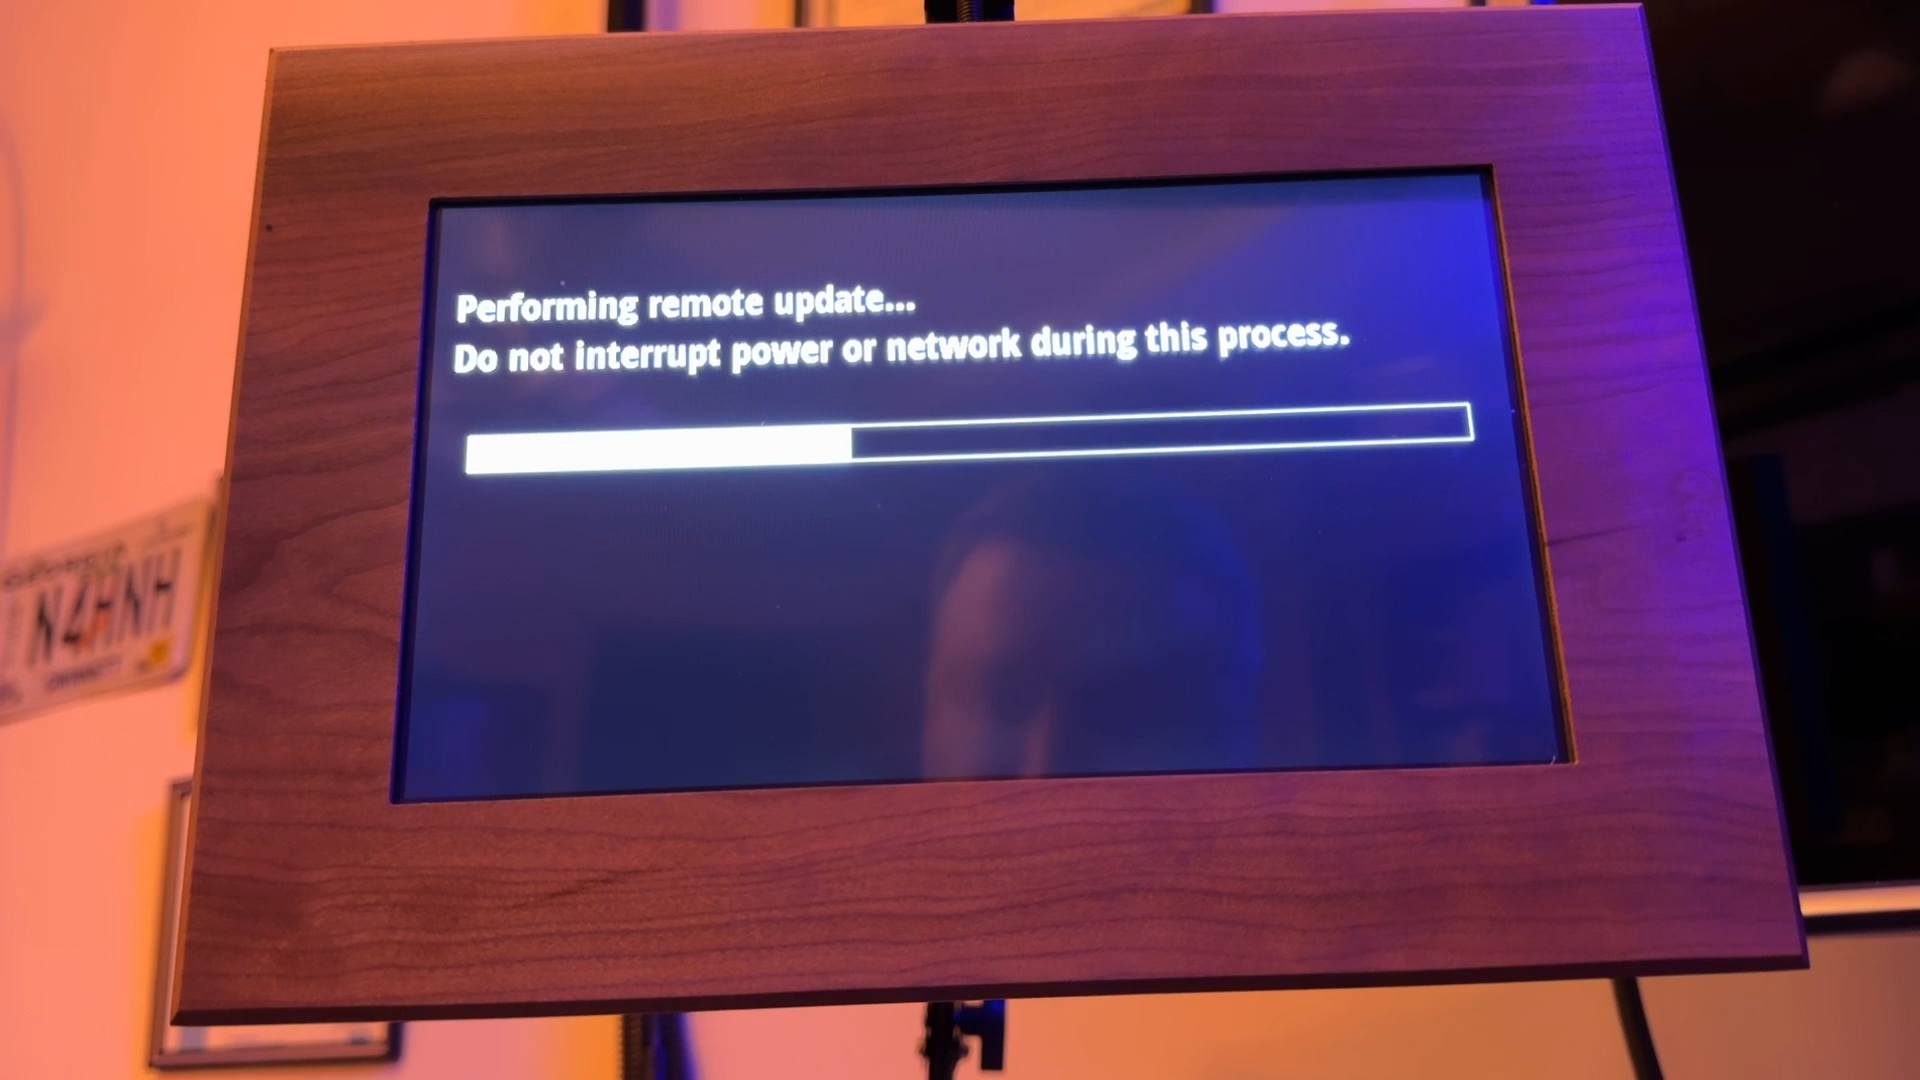 Performing remote update...
Do not interrupt power or network during this process.
N4HNH